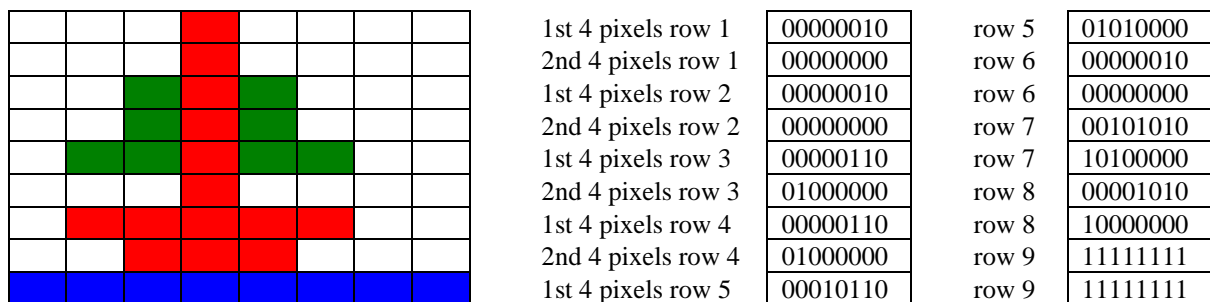 1st 4 pixels row 1 00000010 row 5 01010000
2nd 4 pixels row 1 00000000 row 6 00000010
1st 4 pixels row 2 00000010 row 6 00000000
2nd 4 pixels row 2 00000000 row 7 00101010
1st 4 pixels row 3 00000110 row 7 10100000
2nd 4 pixels row 3 01000000 row 8 00001010
1st 4 pixels row 4 00000110 row 8 10000000
2nd 4 pixels row 4 01000000 row 9 11111111
1st 4 pixels row 5 00010110 row 9 11111111